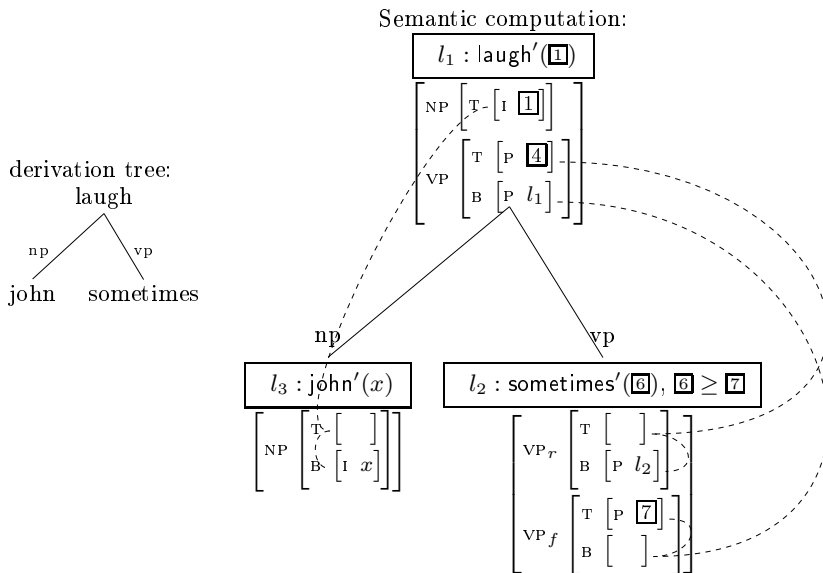 Semantic computation:
l₁ : laugh′(1)
NP [T [I 1]]
VP [T [P 4]
B [P l₁]]
derivation tree:
laugh
np vp
john sometimes
np vp
l₃ : john′(x)
l₂ : sometimes′(6), 6 ≥ 7
NP [T [ ]
B [I x]]
VPᵣ [T [ ]
B [P l₂]]
VP_f [T [P 7]
B [ ]]